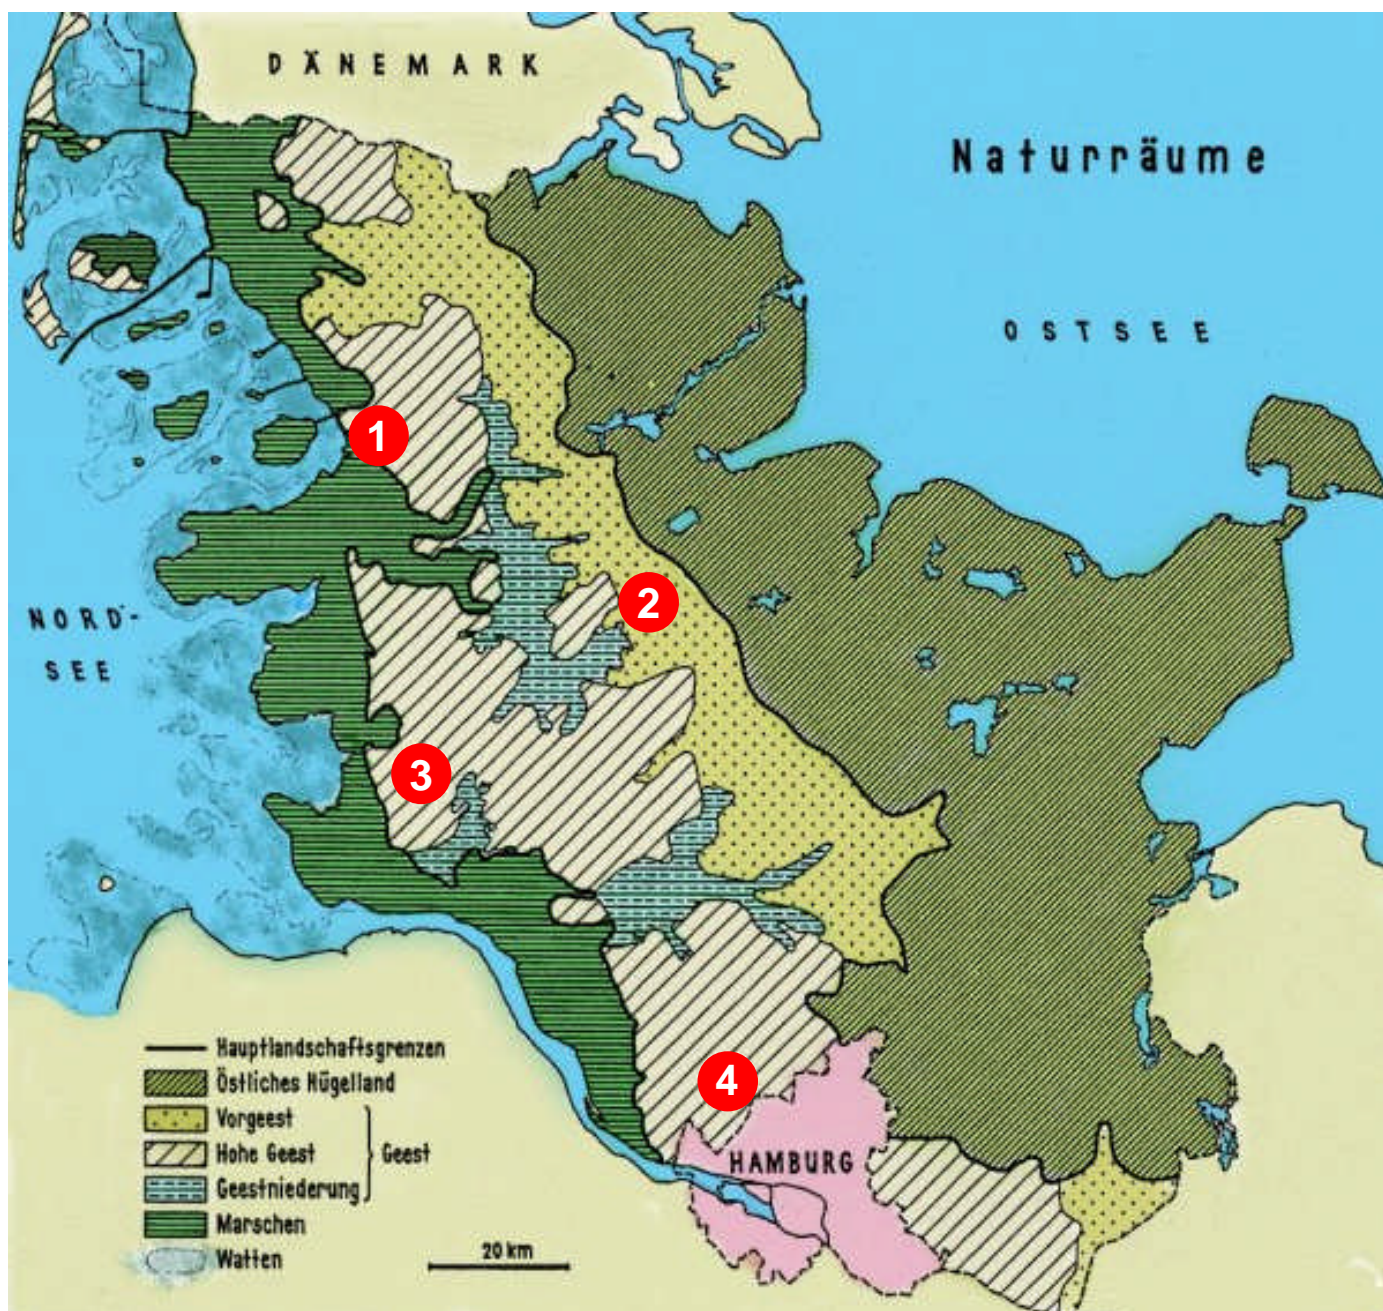 DÄNEMARK
Naturräume
OSTSEE
1
2
NORD-
SEE
3
4
HAMBURG
Hauptlandschaftsgrenzen
Östliches Hügelland
Vorgeest
Hohe Geest
Geest
Geestniederung
Marschen
Watten
20 km